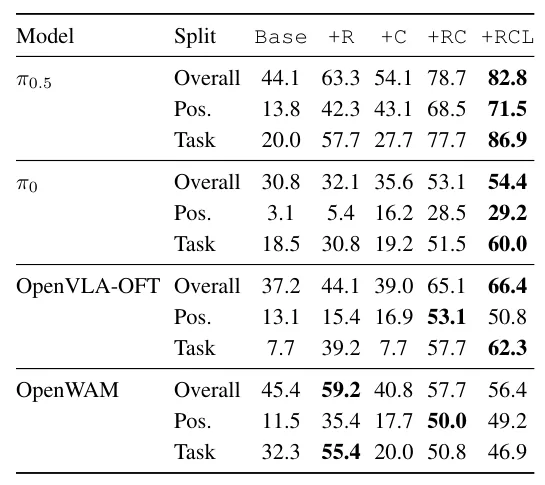 Model Split Base +R +C +RC +RCL
π0.5 Overall 44.1 63.3 54.1 78.7 82.8
Pos. 13.8 42.3 43.1 68.5 71.5
Task 20.0 57.7 27.7 77.7 86.9
π0 Overall 30.8 32.1 35.6 53.1 54.4
Pos. 3.1 5.4 16.2 28.5 29.2
Task 18.5 30.8 19.2 51.5 60.0
OpenVLA-OFT Overall 37.2 44.1 39.0 65.1 66.4
Pos. 13.1 15.4 16.9 53.1 50.8
Task 7.7 39.2 7.7 57.7 62.3
OpenWAM Overall 45.4 59.2 40.8 57.7 56.4
Pos. 11.5 35.4 17.7 50.0 49.2
Task 32.3 55.4 20.0 50.8 46.9